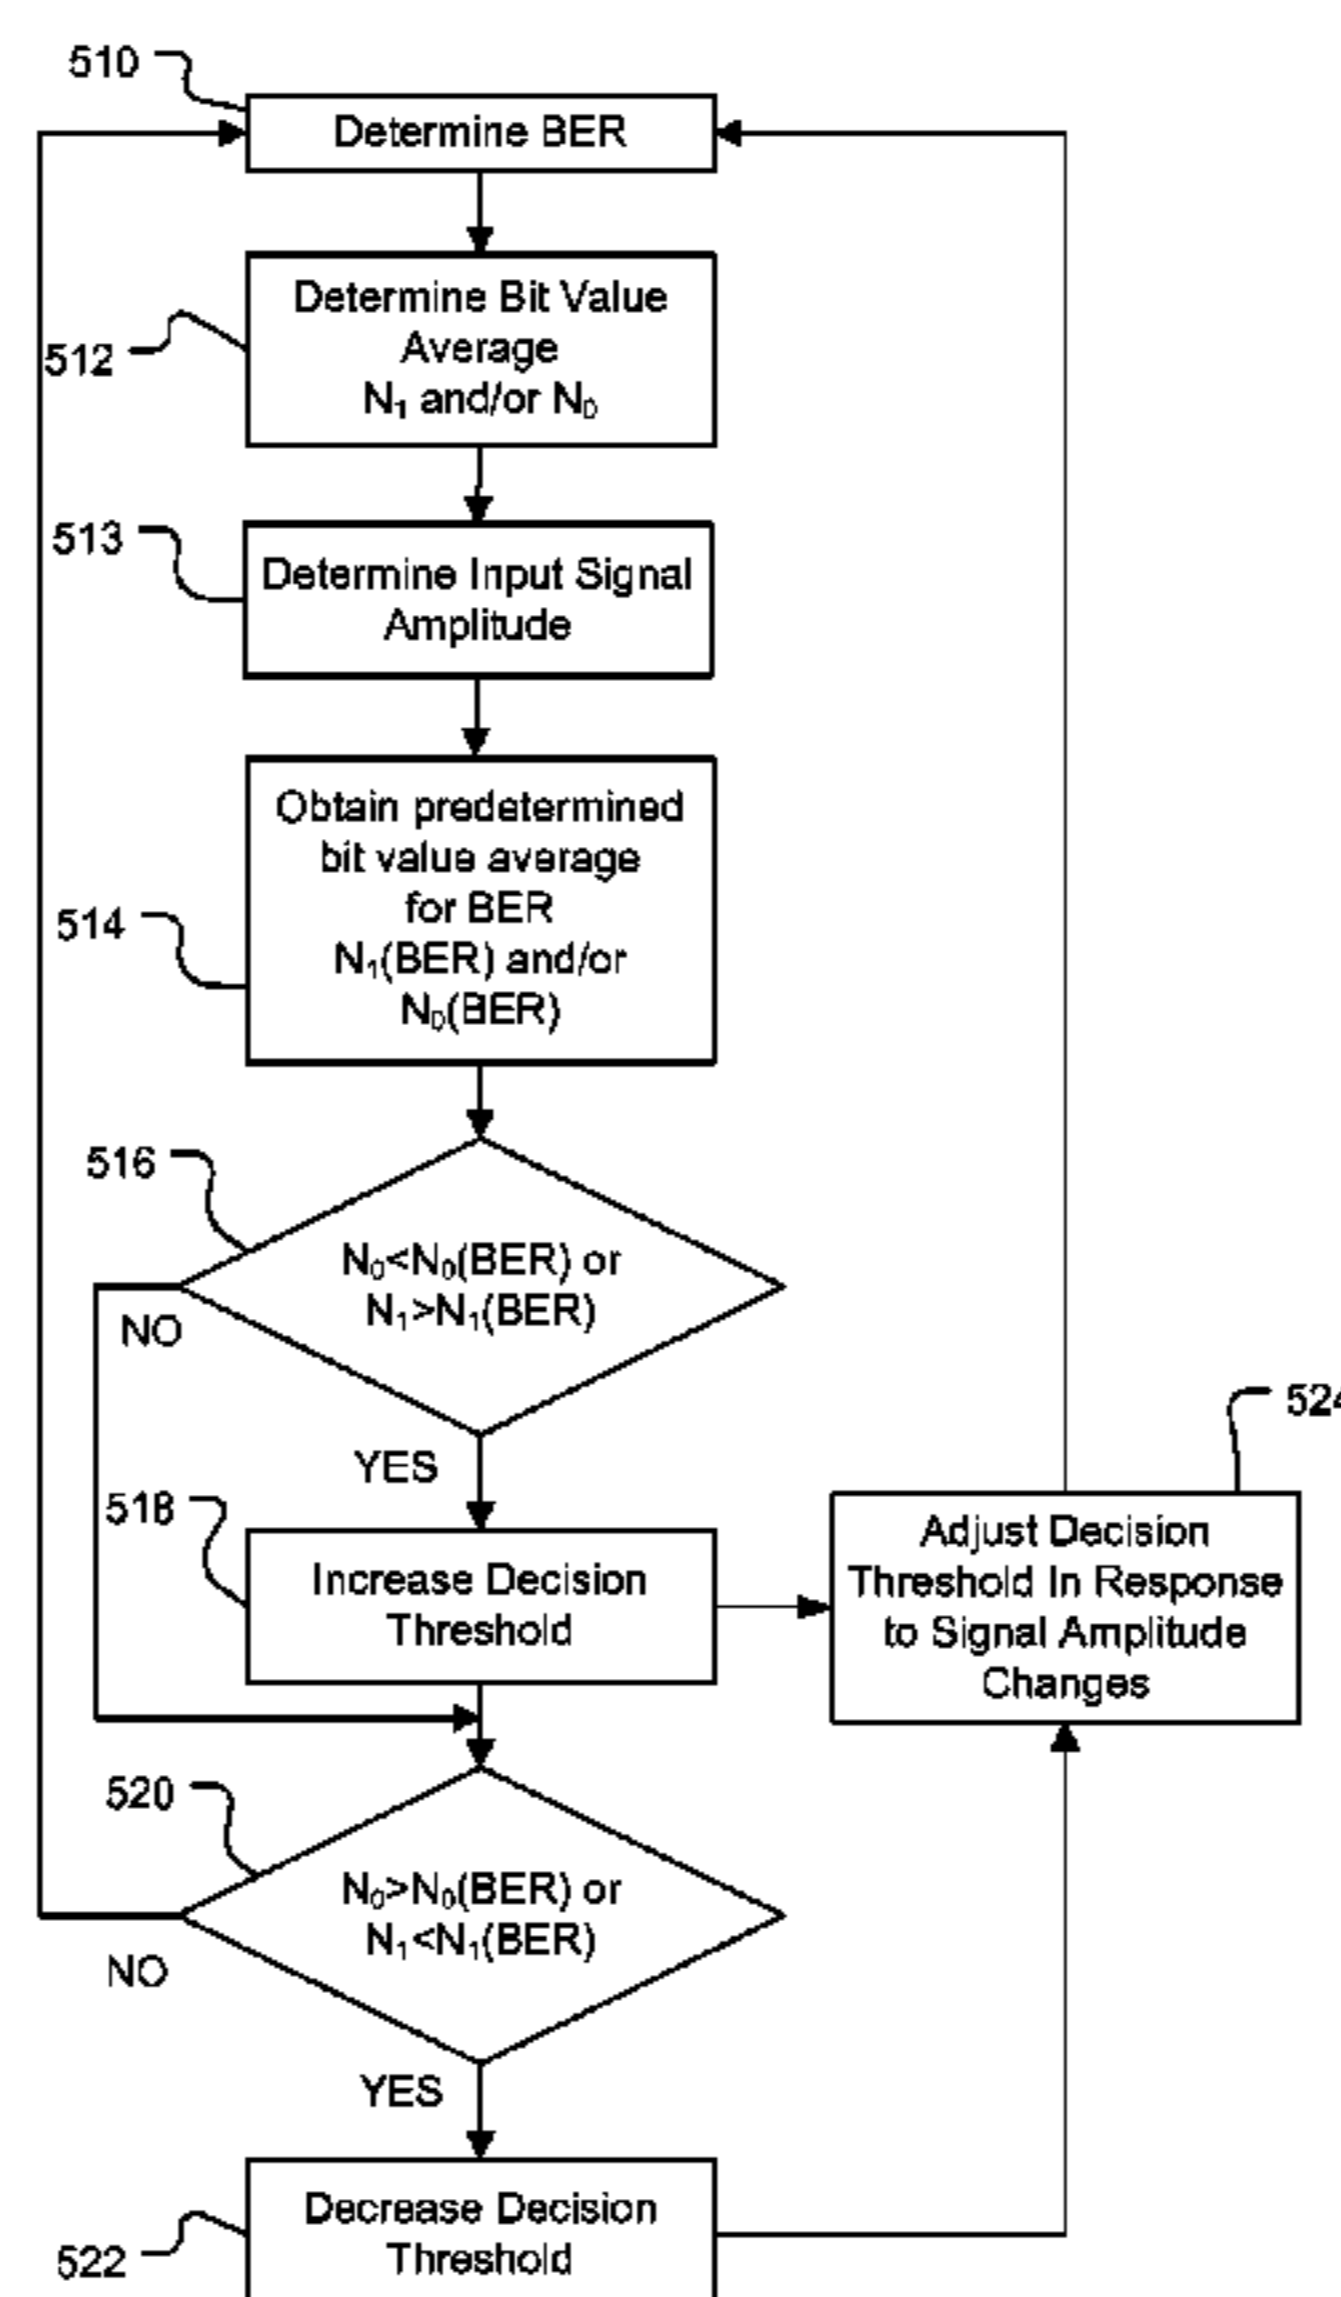 510
Determine BER
Determine Bit Value
Average
N₁ and/or N₀
512
513
Determine Input Signal
Amplitude
Obtain predetermined
bit value average
for BER
N₁(BER) and/or
N₀(BER)
514
516
N₀<N₀(BER) or
N₁>N₁(BER)
NO
YES
518
Increase Decision
Threshold
524
Adjust Decision
Threshold In Response
to Signal Amplitude
Changes
520
N₀>N₀(BER) or
N₁<N₁(BER)
NO
YES
Decrease Decision
Threshold
522